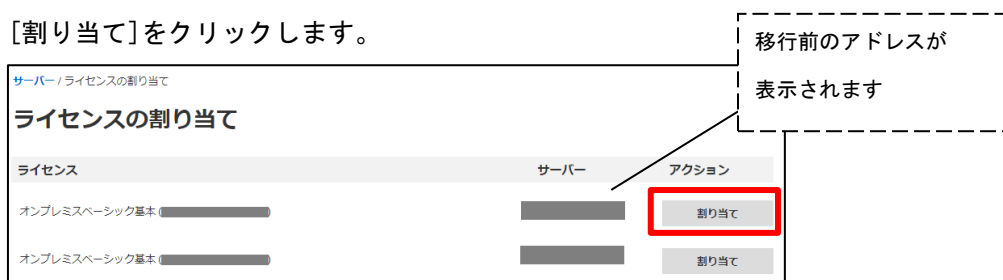 [割り当て]をクリックします。
移行前のアドレスが
表示されます
サーバー / ライセンスの割り当て
ライセンスの割り当て
ライセンス サーバー アクション
オンプレミスベーシック基本 ( ) 割り当て
オンプレミスベーシック基本 ( ) 割り当て